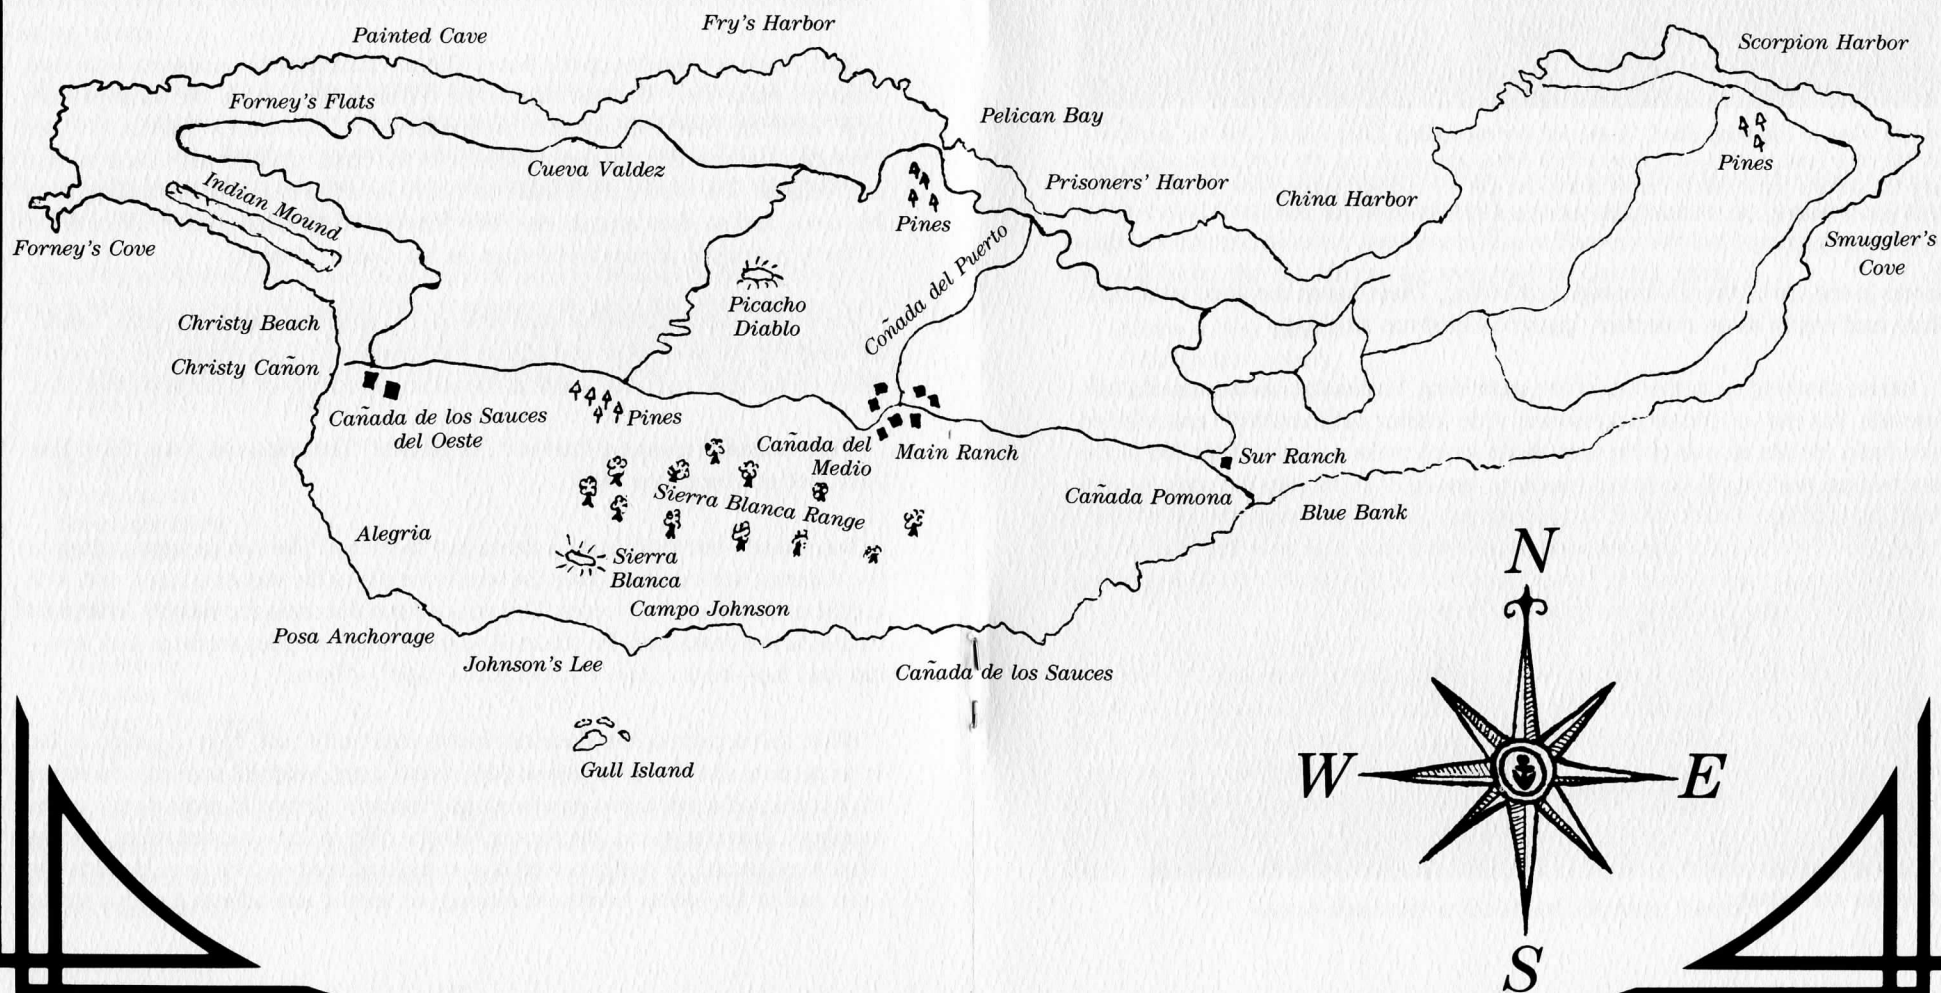 Painted Cave
Fry's Harbor
Scorpion Harbor
Forney's Flats
Pelican Bay
Cueva Valdez
Pines
Prisoners' Harbor
China Harbor
Indian Mound
Pines
Forney's Cove
Smuggler's
Cove
Picacho
Diablo
Coñada del Puerto
Christy Beach
Christy Cañon
Cañada de los Sauces
del Oeste
Pines
Cañada del
Medio
Main Ranch
Sur Ranch
Sierra Blanca Range
Cañada Pomona
Blue Bank
Alegria
Sierra
Blanca
Campo Johnson
Posa Anchorage
Johnson's Lee
Cañada de los Sauces
Gull Island
N
W
E
S